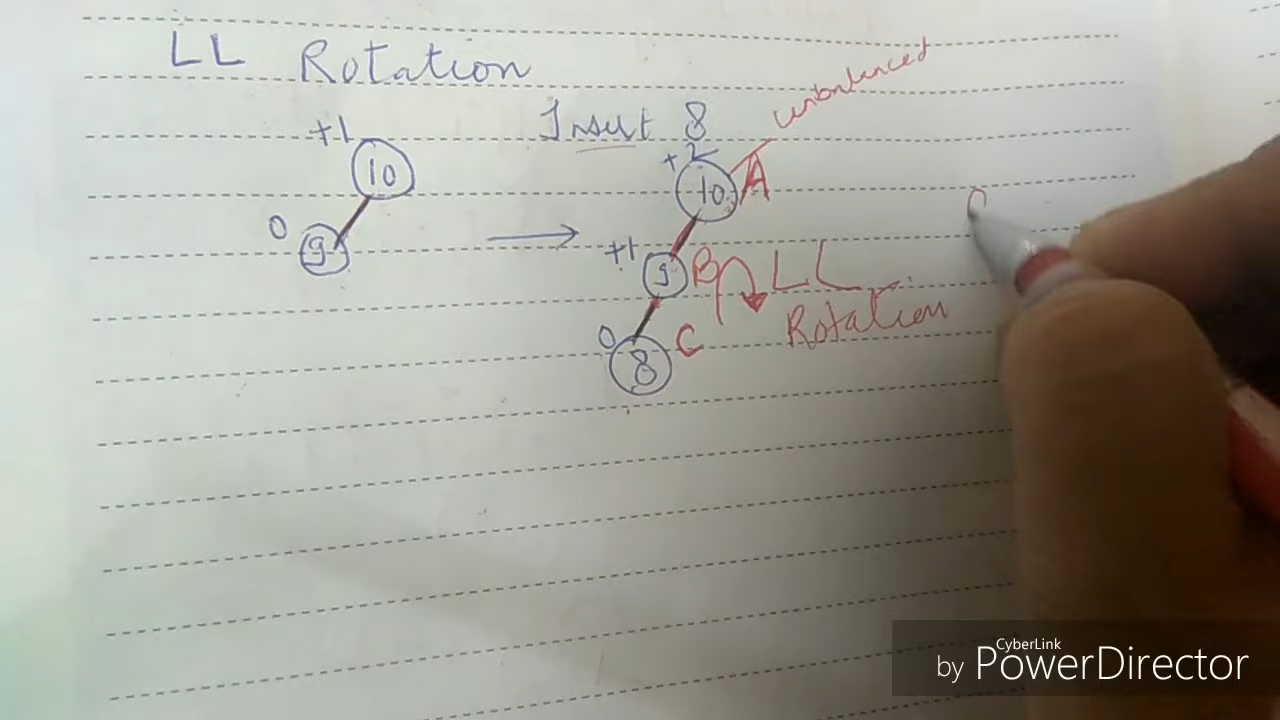 LL Rotation
Insert 8
unbalanced
+1
10
+2
10 A
0
9
+1
9 B LL
Rotation
0
8 C
CyberLink
by PowerDirector